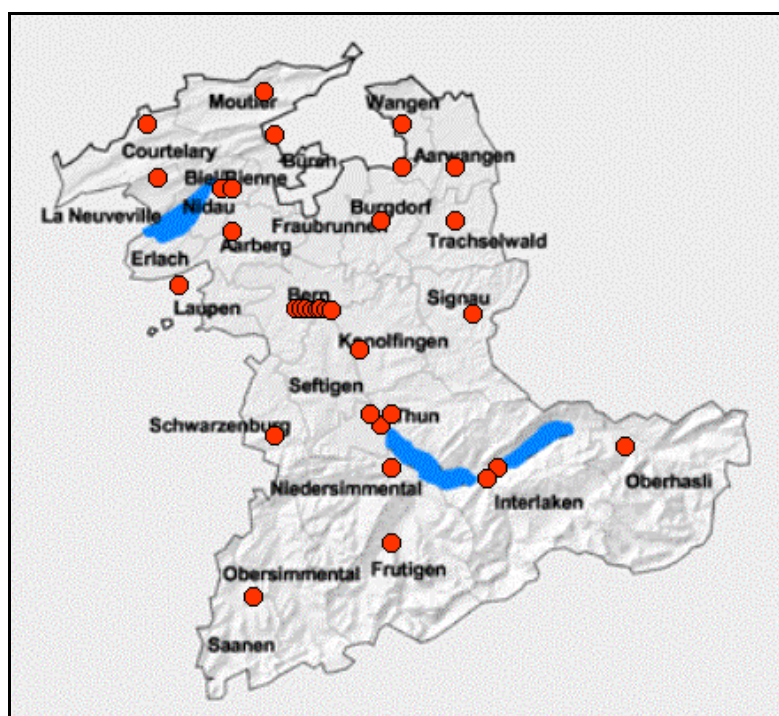 Moutier
Wangen
Courtelary
Büren
Aarwangen
Biel/Bienne
La Neuveville
Nidau
Burgdorf
Fraubrunnen
Trachselwald
Aarberg
Erlach
Laupen
Bern
Signau
Konolfingen
Seftigen
Schwarzenburg
Thun
Niedersimmental
Interlaken
Oberhasli
Obersimmental
Frutigen
Saanen